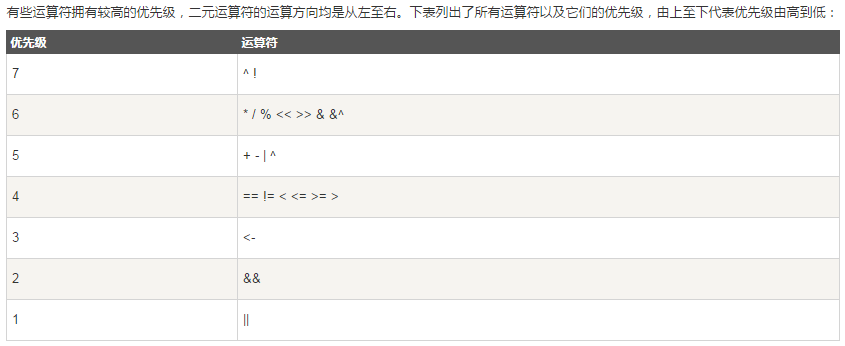 有些运算符拥有较高的优先级，二元运算符的运算方向均是从左至右。下表列出了所有运算符以及它们的优先级，由上至下代表优先级由高到低：
优先级 运算符
7 ^ !
6 * / % << >> & &^
5 + - | ^
4 == != < <= >= >
3 <-
2 &&
1 ||